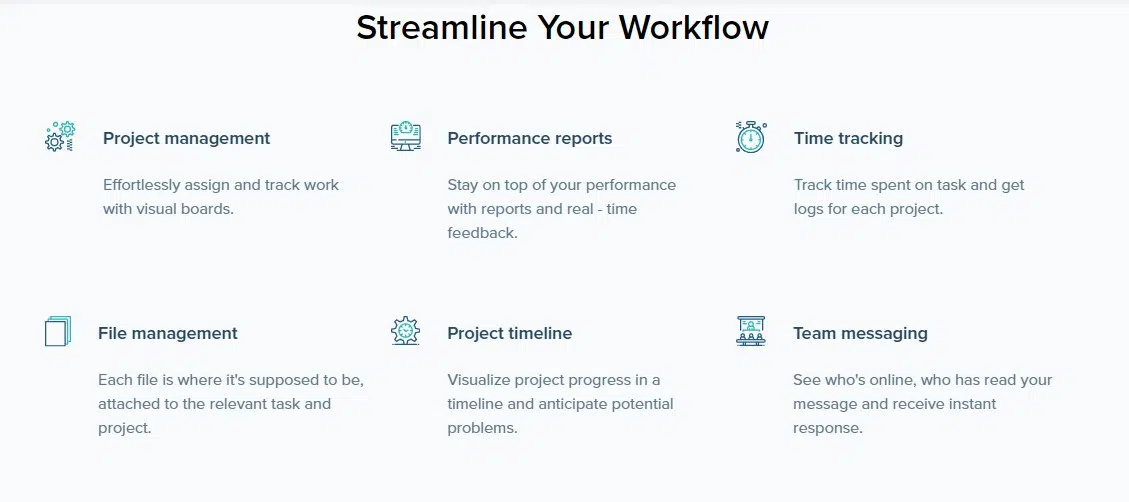 Streamline Your Workflow
Project management
Effortlessly assign and track work
with visual boards.
Performance reports
Stay on top of your performance
with reports and real - time
feedback.
Time tracking
Track time spent on task and get
logs for each project.
File management
Each file is where it's supposed to be,
attached to the relevant task and
project.
Project timeline
Visualize project progress in a
timeline and anticipate potential
problems.
Team messaging
See who's online, who has read your
message and receive instant
response.